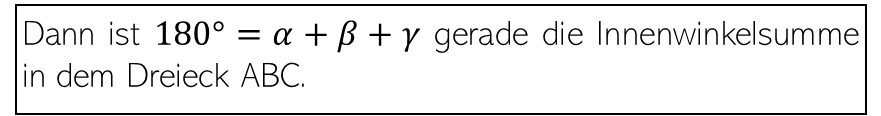 Dann ist 180° = α + β + γ gerade die Innenwinkelsumme
in dem Dreieck ABC.